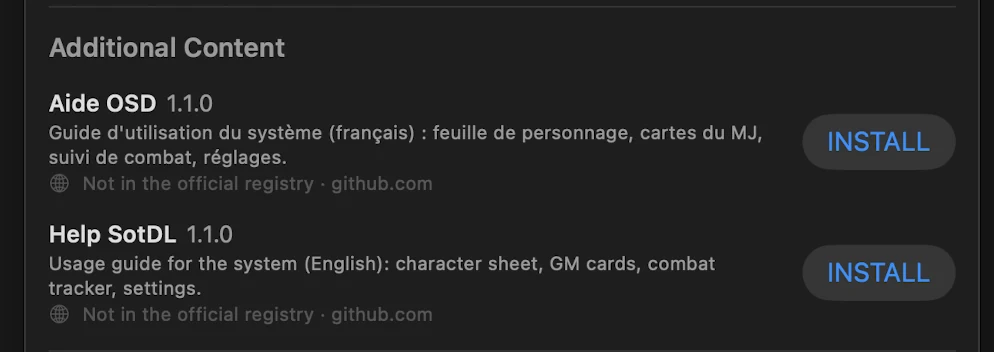 Additional Content
Aide OSD 1.1.0
Guide d'utilisation du système (français) : feuille de personnage, cartes du MJ,
suivi de combat, réglages.
INSTALL
Not in the official registry · github.com
Help SotDL 1.1.0
Usage guide for the system (English): character sheet, GM cards, combat
tracker, settings.
INSTALL
Not in the official registry · github.com